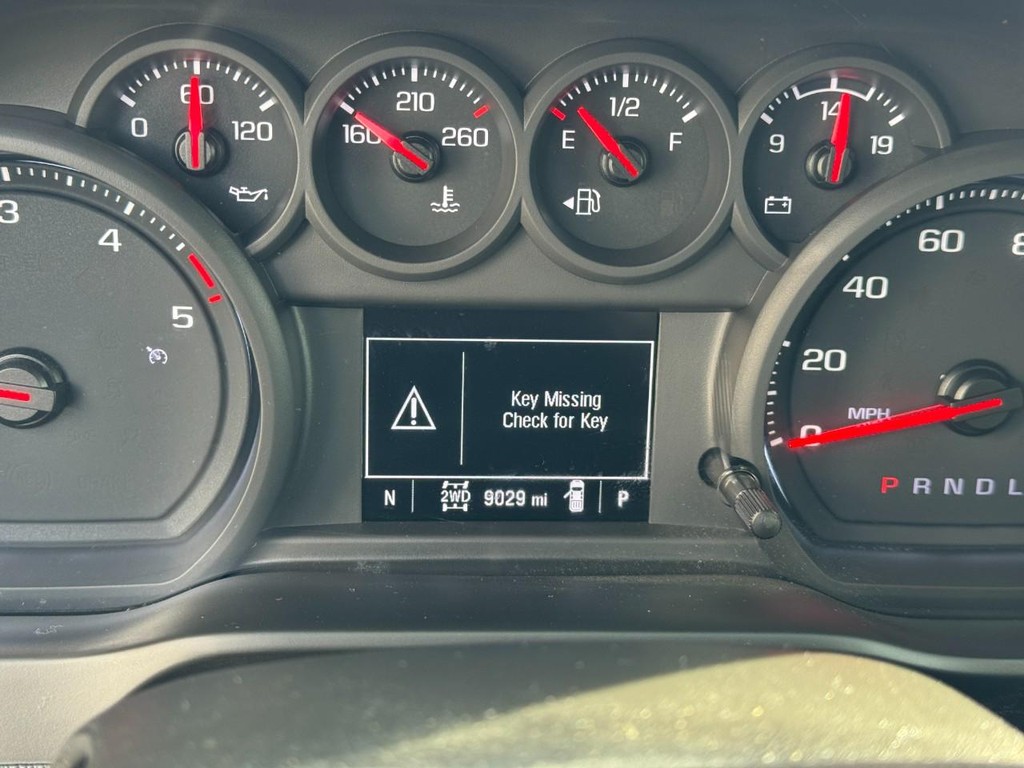 0 60 120
160 210 260
E 1/2 F
9 14 19
3 4 5
Key Missing
Check for Key
N 2WD 9029 mi P
0 20 40 60
MPH
P R N D L